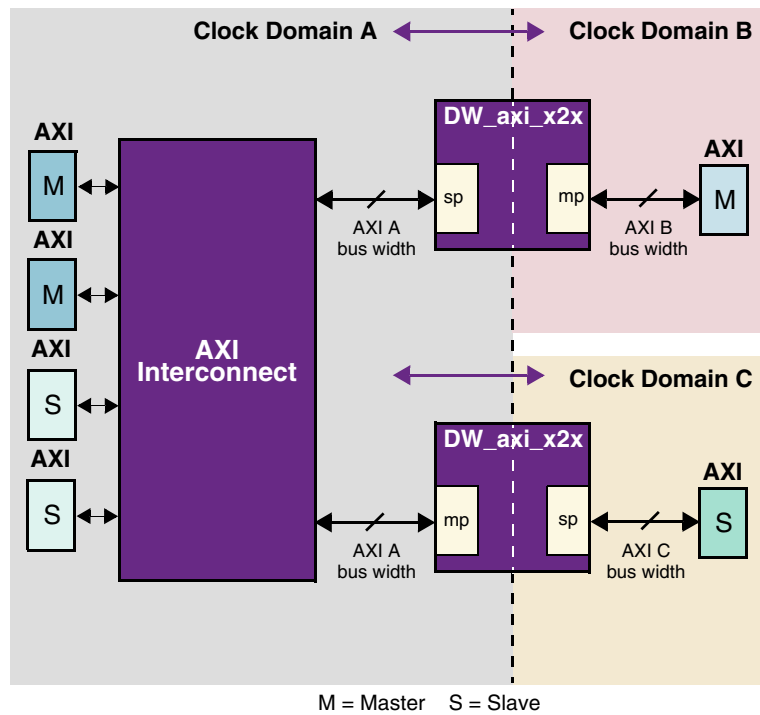 Clock Domain A
Clock Domain B
AXI
M
AXI
M
AXI
S
AXI
S
AXI
Interconnect
DW_axi_x2x
sp
mp
AXI A
bus width
AXI B
bus width
AXI
M
Clock Domain C
DW_axi_x2x
mp
sp
AXI A
bus width
AXI C
bus width
AXI
S
M = Master S = Slave